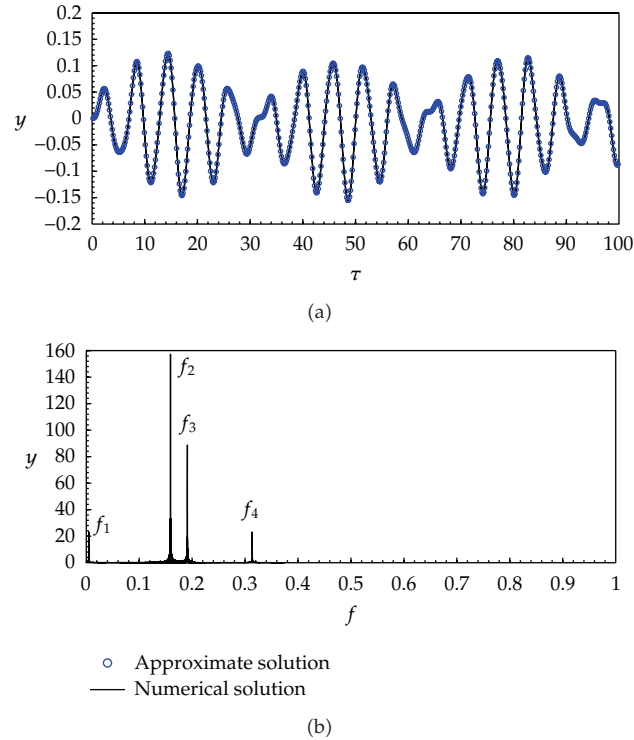 0.2
0.15
0.1
0.05
0
−0.05
−0.1
−0.15
−0.2
y
0 10 20 30 40 50 60 70 80 90 100
τ
(a)
160
140
120
100
80
60
40
20
0
y
f1
f2
f3
f4
0 0.1 0.2 0.3 0.4 0.5 0.6 0.7 0.8 0.9 1
f
Approximate solution
Numerical solution
(b)